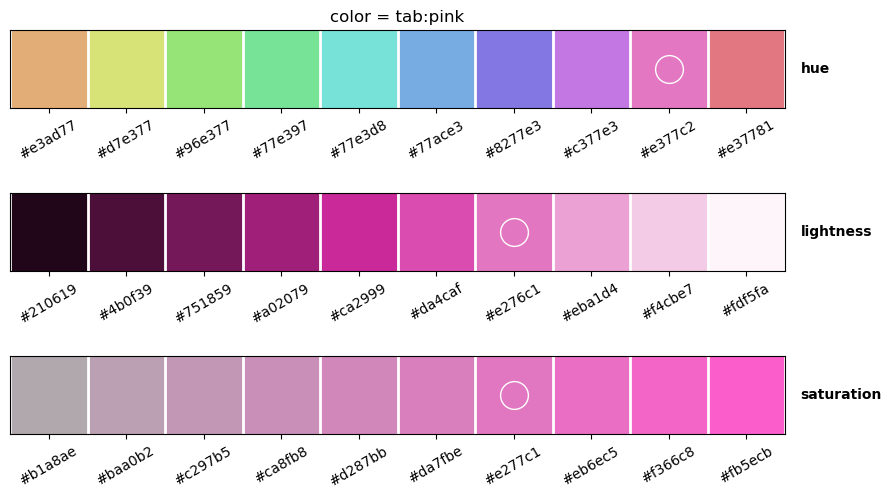 color = tab:pink
hue
#e3ad77 #d7e377 #96e377 #77e397 #77e3d8 #77ace3 #8277e3 #c377e3 #e377c2 #e37781
lightness
#210619 #4b0f39 #751859 #a02079 #ca2999 #da4caf #e276c1 #eba1d4 #f4cbe7 #fdf5fa
saturation
#b1a8ae #baa0b2 #c297b5 #ca8fb8 #d287bb #da7fbe #e277c1 #eb6ec5 #f366c8 #fb5ecb